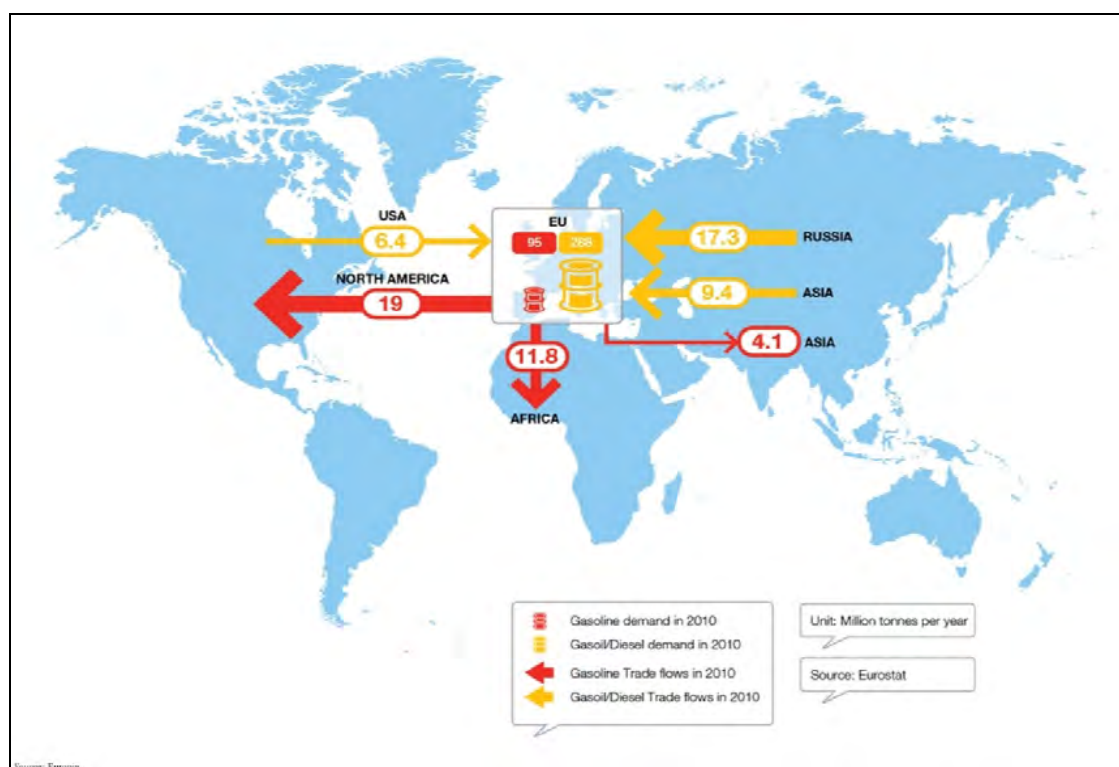 USA
6.4
EU
95 268
17.3
RUSSIA
NORTH AMERICA
19
9.4
ASIA
11.8
4.1
ASIA
AFRICA
Gasoline demand in 2010
Gasoil/Diesel demand in 2010
Gasoline Trade flows in 2010
Gasoil/Diesel Trade flows in 2010
Unit: Million tonnes per year
Source: Eurostat